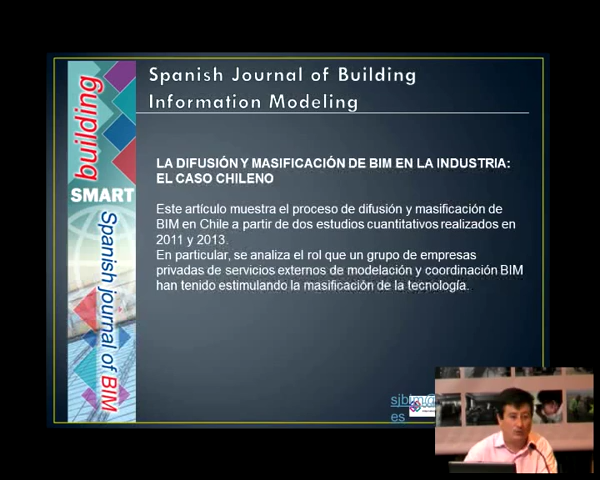 Spanish Journal of Building
Information Modeling
building
SMART
Spanish journal of BIM
LA DIFUSIÓN Y MASIFICACIÓN DE BIM EN LA INDUSTRIA:
EL CASO CHILENO
Este artículo muestra el proceso de difusión y masificación de
BIM en Chile a partir de dos estudios cuantitativos realizados en
2011 y 2013.
En particular, se analiza el rol que un grupo de empresas
privadas de servicios externos de modelación y coordinación BIM
han tenido estimulando la masificación de la tecnología.
es